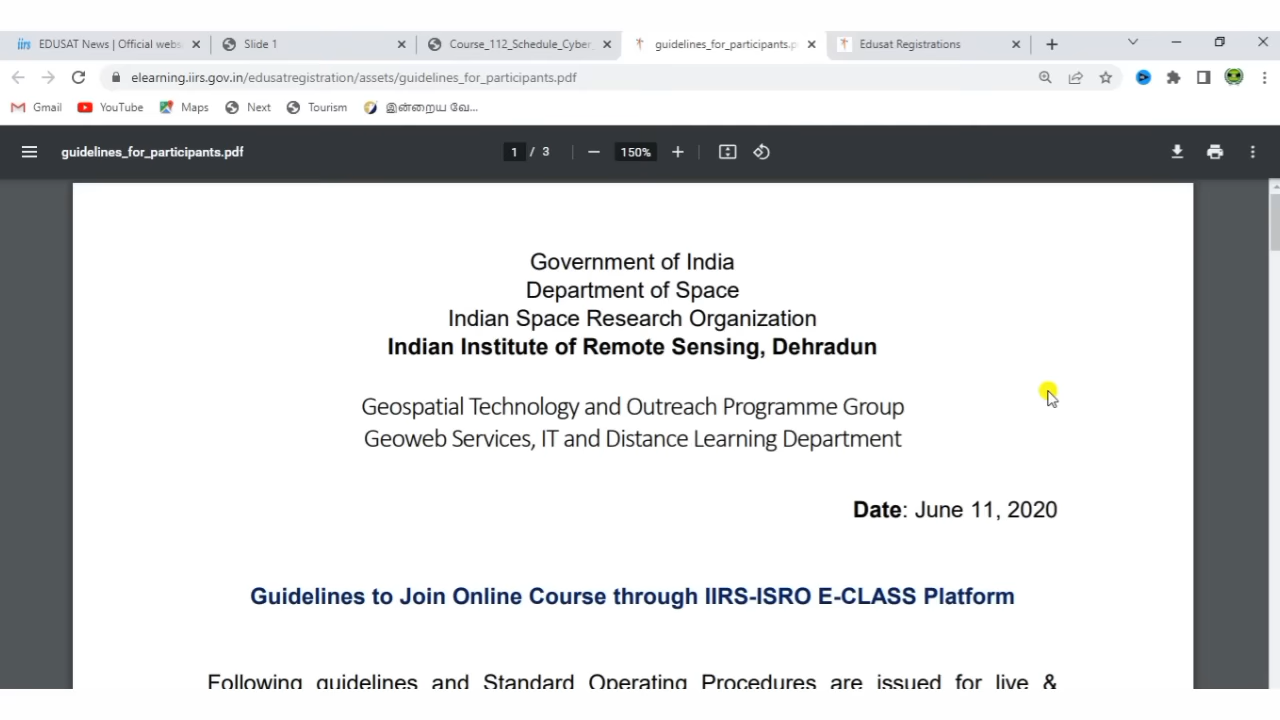 EDUSAT News | Official webs
Slide 1
Course_112_Schedule_Cyber
guidelines_for_participants.p
Edusat Registrations
elearning.iirs.gov.in/edusatregistration/assets/guidelines_for_participants.pdf
Gmail
YouTube
Maps
Next
Tourism
இன்றைய வே...
guidelines_for_participants.pdf
1 / 3
150%
Government of India
Department of Space
Indian Space Research Organization
Indian Institute of Remote Sensing, Dehradun
Geospatial Technology and Outreach Programme Group
Geoweb Services, IT and Distance Learning Department
Date: June 11, 2020
Guidelines to Join Online Course through IIRS-ISRO E-CLASS Platform
Following guidelines and Standard Operating Procedures are issued for live &